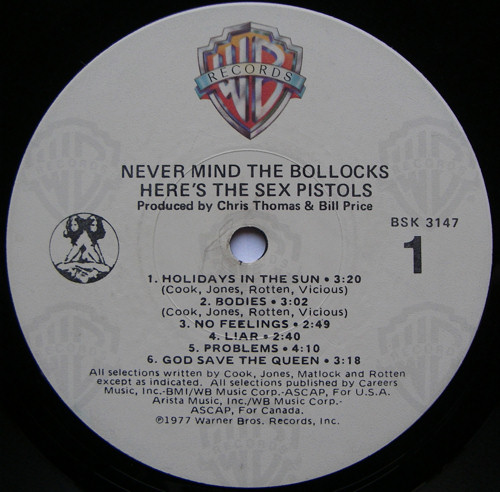 WB
RECORDS
NEVER MIND THE BOLLOCKS
HERE'S THE SEX PISTOLS
Produced by Chris Thomas & Bill Price
BSK 3147
1
1. HOLIDAYS IN THE SUN • 3:20
(Cook, Jones, Rotten, Vicious)
2. BODIES • 3:02
(Cook, Jones, Rotten, Vicious)
3. NO FEELINGS • 2:49
4. L!AR • 2:40
5. PROBLEMS • 4:10
6. GOD SAVE THE QUEEN • 3:18
All selections written by Cook, Jones, Matlock and Rotten
except as indicated. All selections published by Careers
Music, Inc.-BMI/WB Music Corp.-ASCAP, For U.S.A.
Arista Music, Inc./WB Music Corp.-
ASCAP, For Canada.
℗1977 Warner Bros. Records, Inc.